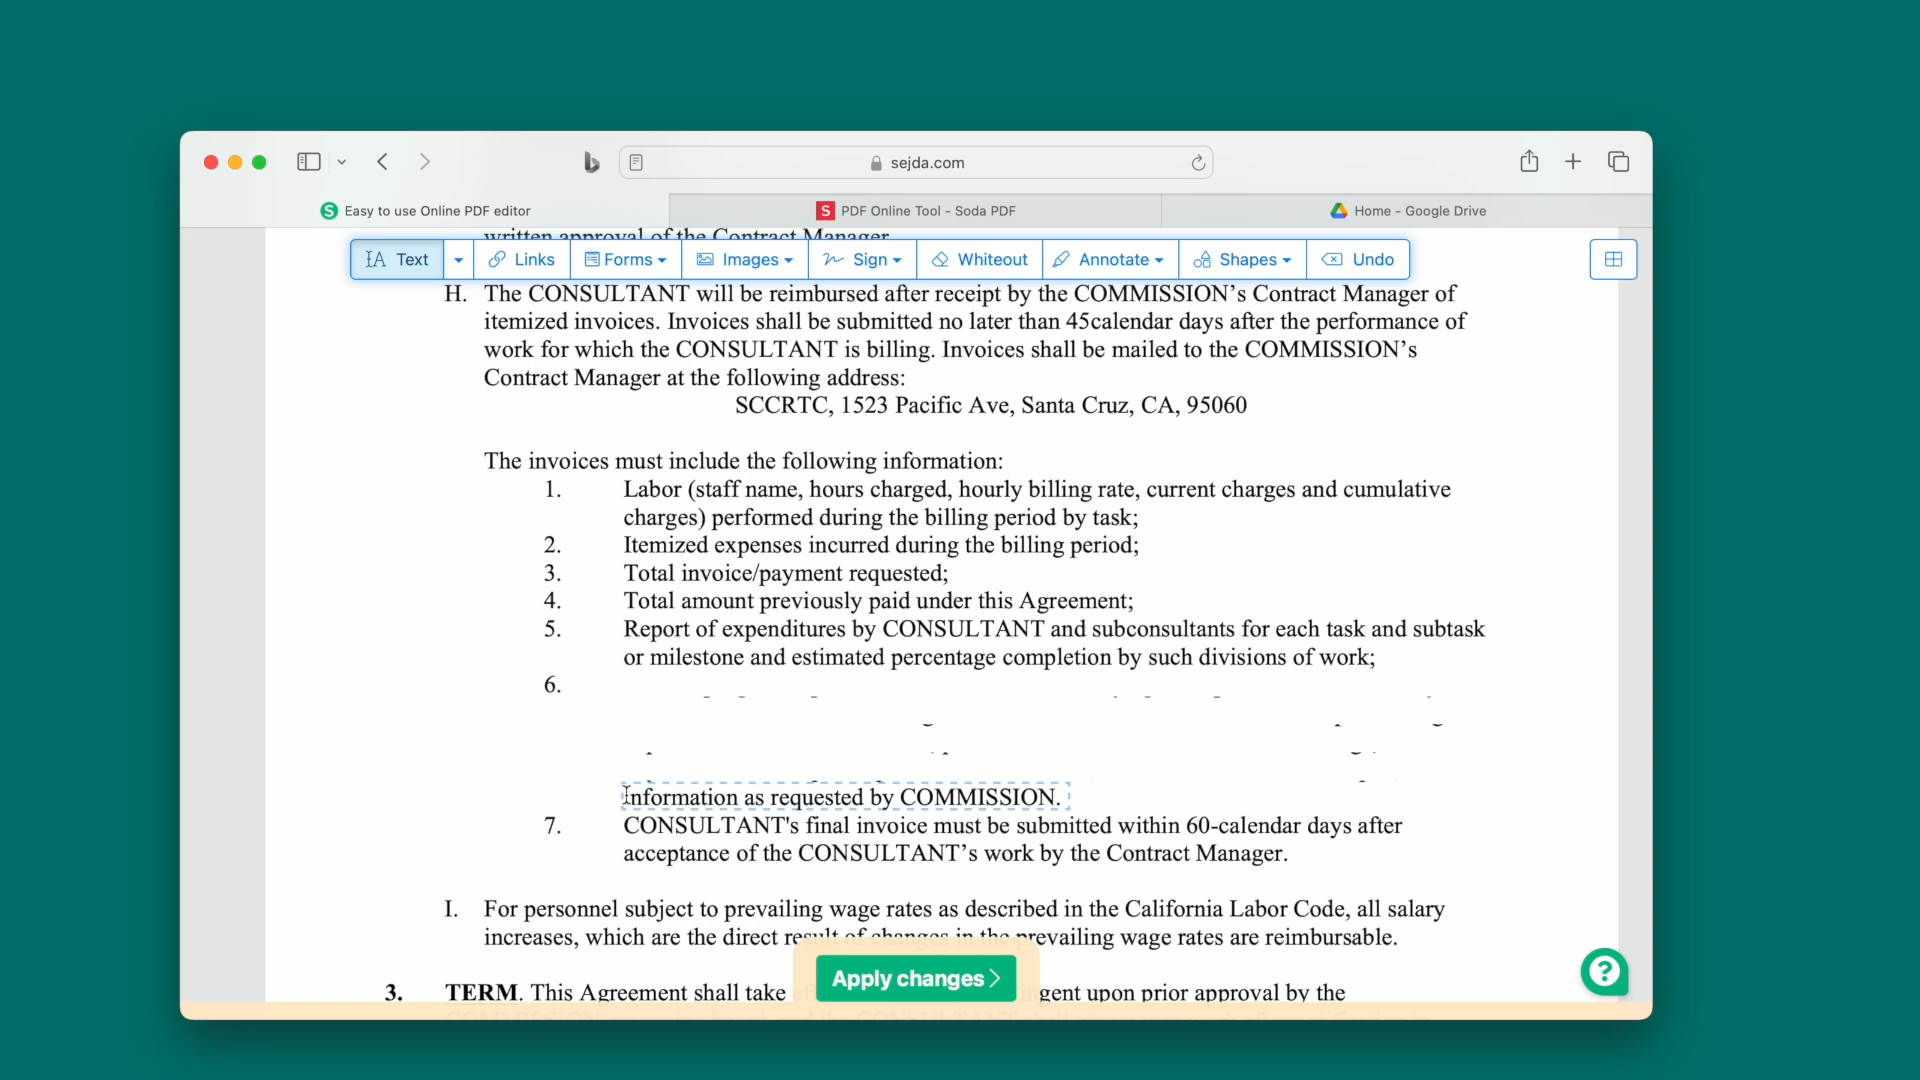 sejda.com
Easy to use Online PDF editor
S PDF Online Tool - Soda PDF
Home - Google Drive
written approval of the Contract Manager
Text Links Forms Images Sign Whiteout Annotate Shapes Undo
H. The CONSULTANT will be reimbursed after receipt by the COMMISSION’s Contract Manager of
itemized invoices. Invoices shall be submitted no later than 45calendar days after the performance of
work for which the CONSULTANT is billing. Invoices shall be mailed to the COMMISSION’s
Contract Manager at the following address:
SCCRTC, 1523 Pacific Ave, Santa Cruz, CA, 95060
The invoices must include the following information:
1. Labor (staff name, hours charged, hourly billing rate, current charges and cumulative
charges) performed during the billing period by task;
2. Itemized expenses incurred during the billing period;
3. Total invoice/payment requested;
4. Total amount previously paid under this Agreement;
5. Report of expenditures by CONSULTANT and subconsultants for each task and subtask
or milestone and estimated percentage completion by such divisions of work;
6.
information as requested by COMMISSION.
7. CONSULTANT's final invoice must be submitted within 60-calendar days after
acceptance of the CONSULTANT’s work by the Contract Manager.
I. For personnel subject to prevailing wage rates as described in the California Labor Code, all salary
increases, which are the direct result of changes in the prevailing wage rates are reimbursable.
Apply changes
3. TERM. This Agreement shall take upon prior approval by the